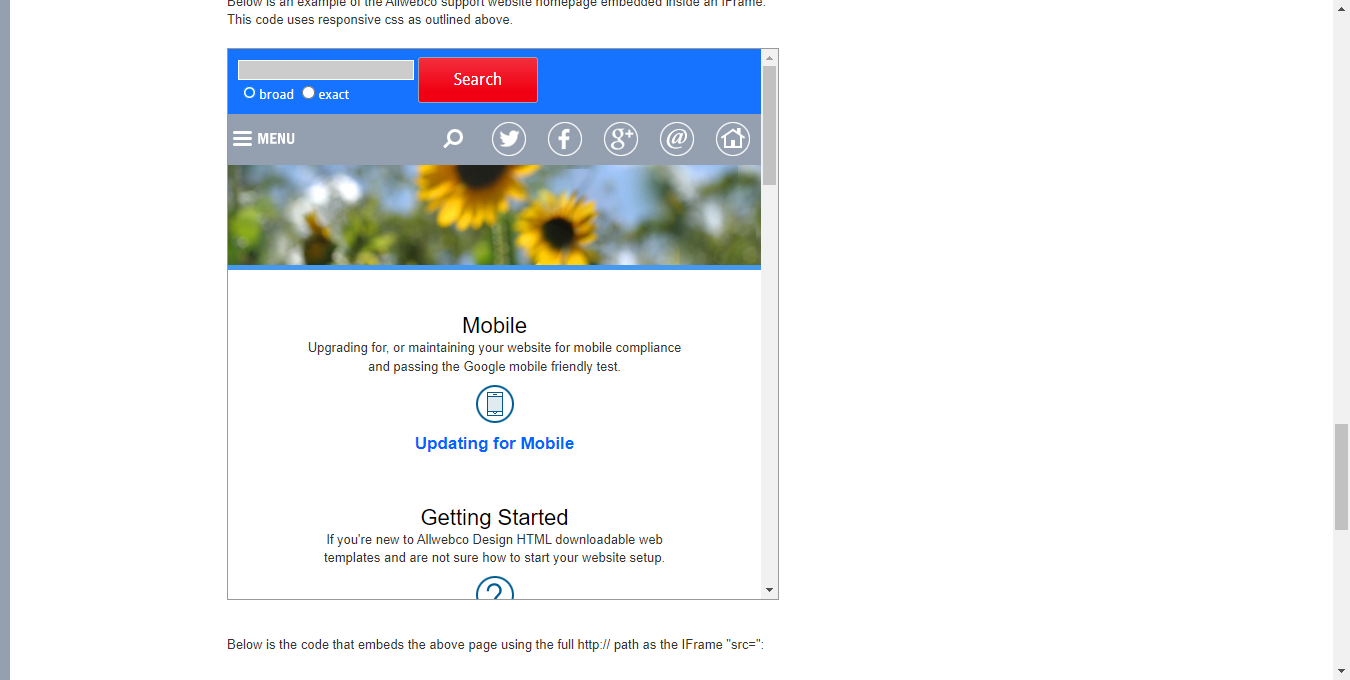 Below is an example of the Allwebco support website homepage embedded inside an IFrame.
This code uses responsive css as outlined above.
Search
broad exact
MENU
Mobile
Upgrading for, or maintaining your website for mobile compliance
and passing the Google mobile friendly test.
Updating for Mobile
Getting Started
If you're new to Allwebco Design HTML downloadable web
templates and are not sure how to start your website setup.
Below is the code that embeds the above page using the full http:// path as the IFrame "src=":